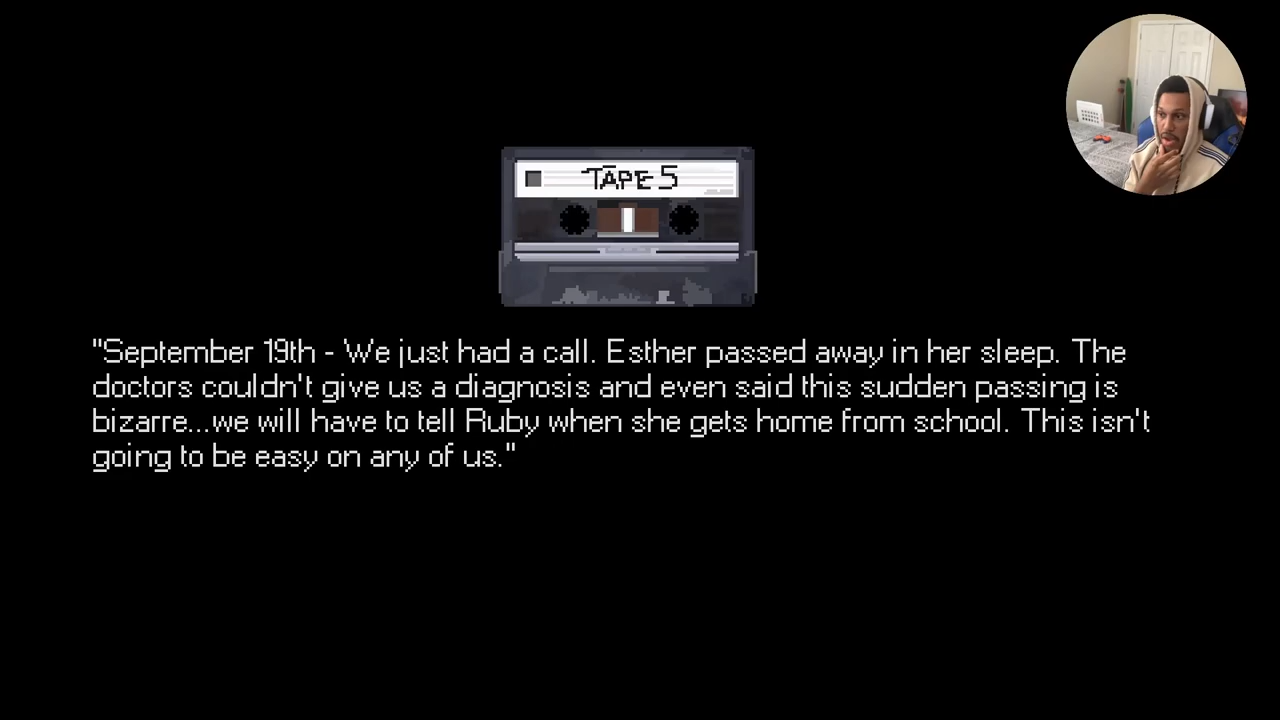 TAPE 5
"September 19th - We just had a call. Esther passed away in her sleep. The
doctors couldn't give us a diagnosis and even said this sudden passing is
bizarre...we will have to tell Ruby when she gets home from school. This isn't
going to be easy on any of us."